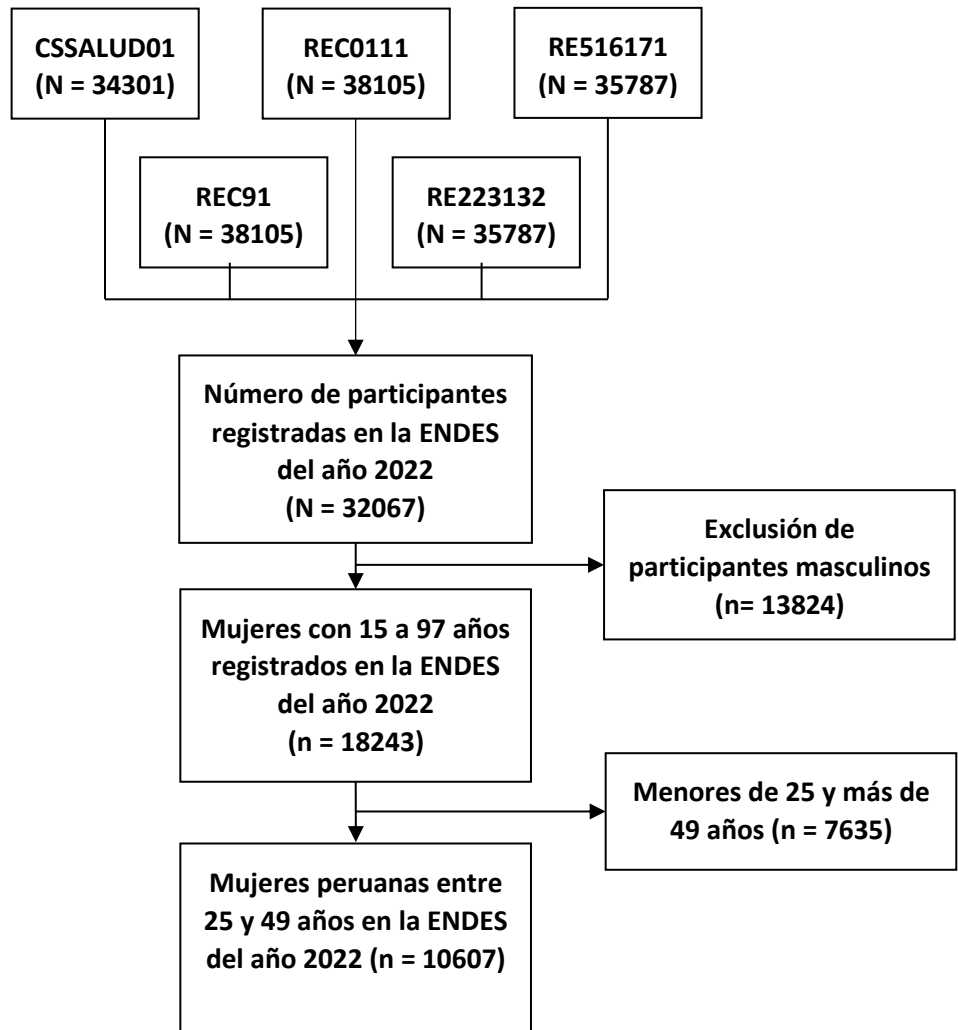 CSSALUD01
(N = 34301)
REC0111
(N = 38105)
RE516171
(N = 35787)
REC91
(N = 38105)
RE223132
(N = 35787)
Número de participantes
registradas en la ENDES
del año 2022
(N = 32067)
Exclusión de
participantes masculinos
(n= 13824)
Mujeres con 15 a 97 años
registrados en la ENDES
del año 2022
(n = 18243)
Menores de 25 y más de
49 años (n = 7635)
Mujeres peruanas entre
25 y 49 años en la ENDES
del año 2022 (n = 10607)